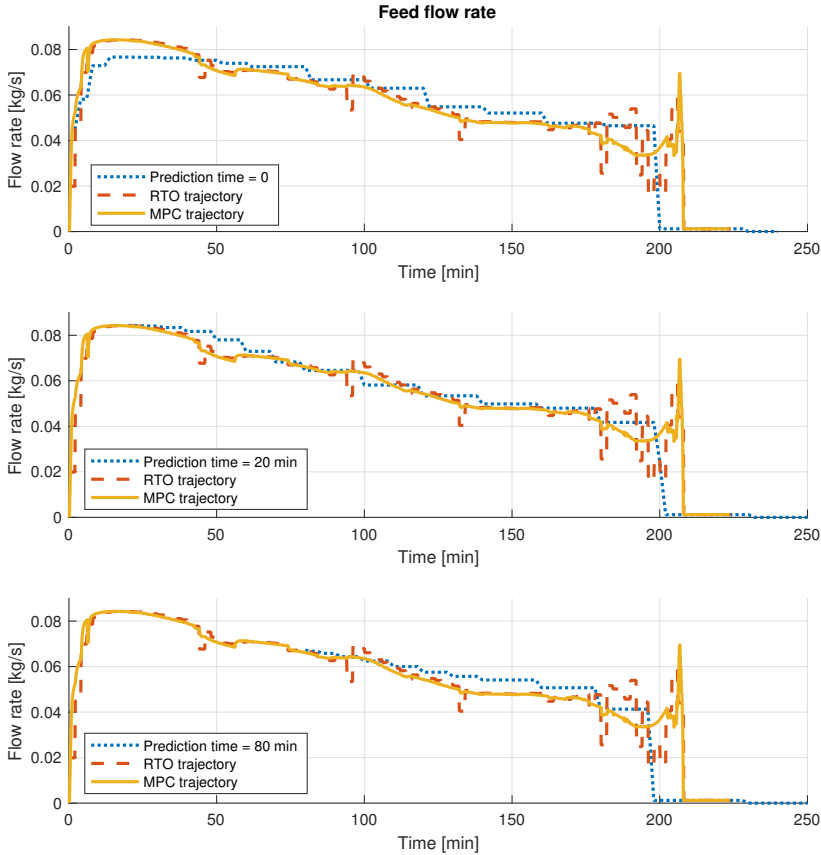 Feed flow rate
Flow rate [kg/s]
0.08
0.06
0.04
0.02
0
Prediction time = 0
RTO trajectory
MPC trajectory
0 50 100 150 200 250
Time [min]
Flow rate [kg/s]
0.08
0.06
0.04
0.02
0
Prediction time = 20 min
RTO trajectory
MPC trajectory
0 50 100 150 200 250
Time [min]
Flow rate [kg/s]
0.08
0.06
0.04
0.02
0
Prediction time = 80 min
RTO trajectory
MPC trajectory
0 50 100 150 200 250
Time [min]